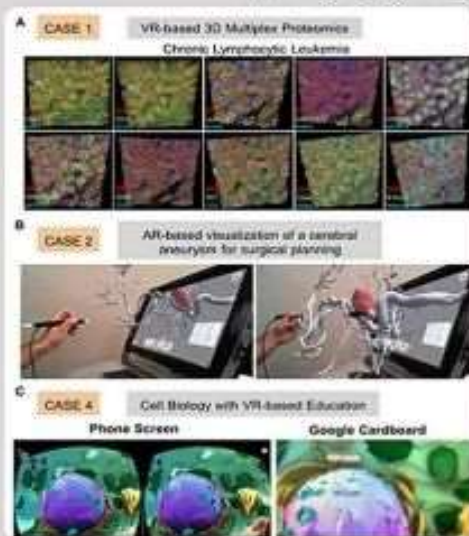 A CASE 1 VR-based 3D Multiplex Proteomics
Chronic Lymphocytic Leukemia
B CASE 2 AR-based visualization of a cerebral
aneurysm for surgical planning
C CASE 4 Cell Biology with VR-based Education
Phone Screen Google Cardboard